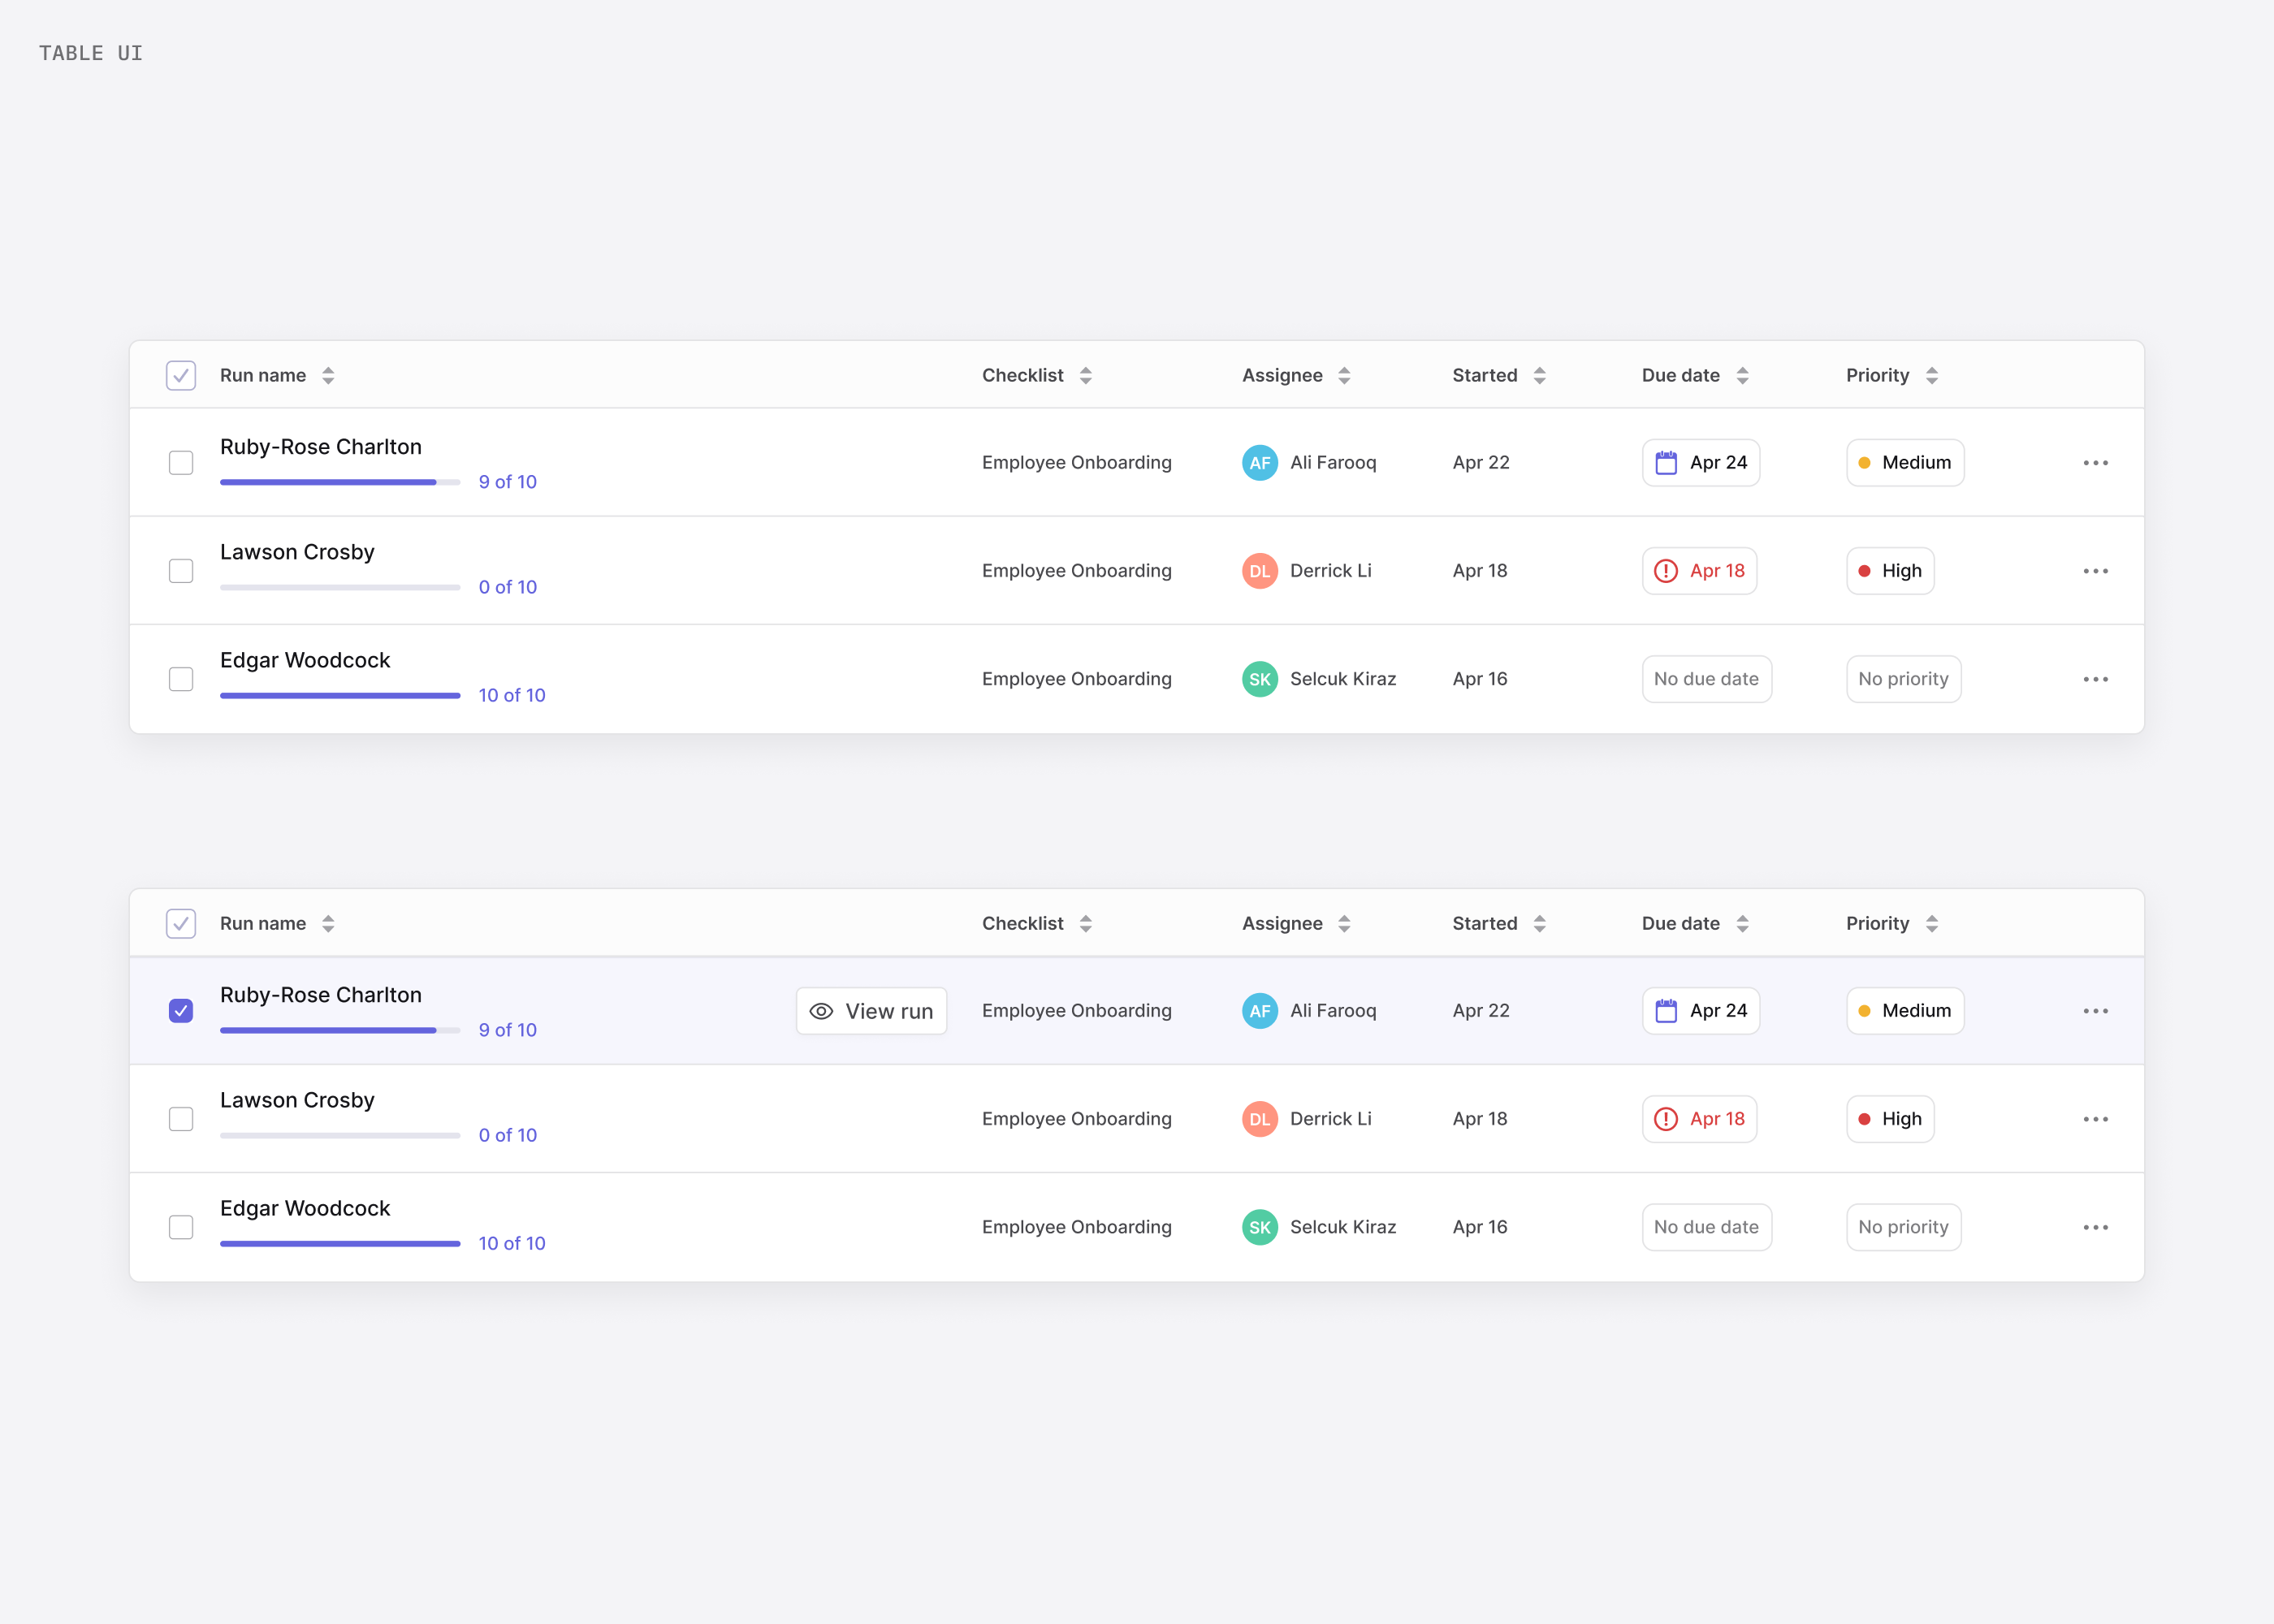 TABLE UI
Run name Checklist Assignee Started Due date Priority
Ruby-Rose Charlton
9 of 10
Employee Onboarding AF Ali Farooq Apr 22 Apr 24 Medium
Lawson Crosby
0 of 10
Employee Onboarding DL Derrick Li Apr 18 Apr 18 High
Edgar Woodcock
10 of 10
Employee Onboarding SK Selcuk Kiraz Apr 16 No due date No priority
Run name Checklist Assignee Started Due date Priority
Ruby-Rose Charlton
9 of 10
View run Employee Onboarding AF Ali Farooq Apr 22 Apr 24 Medium
Lawson Crosby
0 of 10
Employee Onboarding DL Derrick Li Apr 18 Apr 18 High
Edgar Woodcock
10 of 10
Employee Onboarding SK Selcuk Kiraz Apr 16 No due date No priority